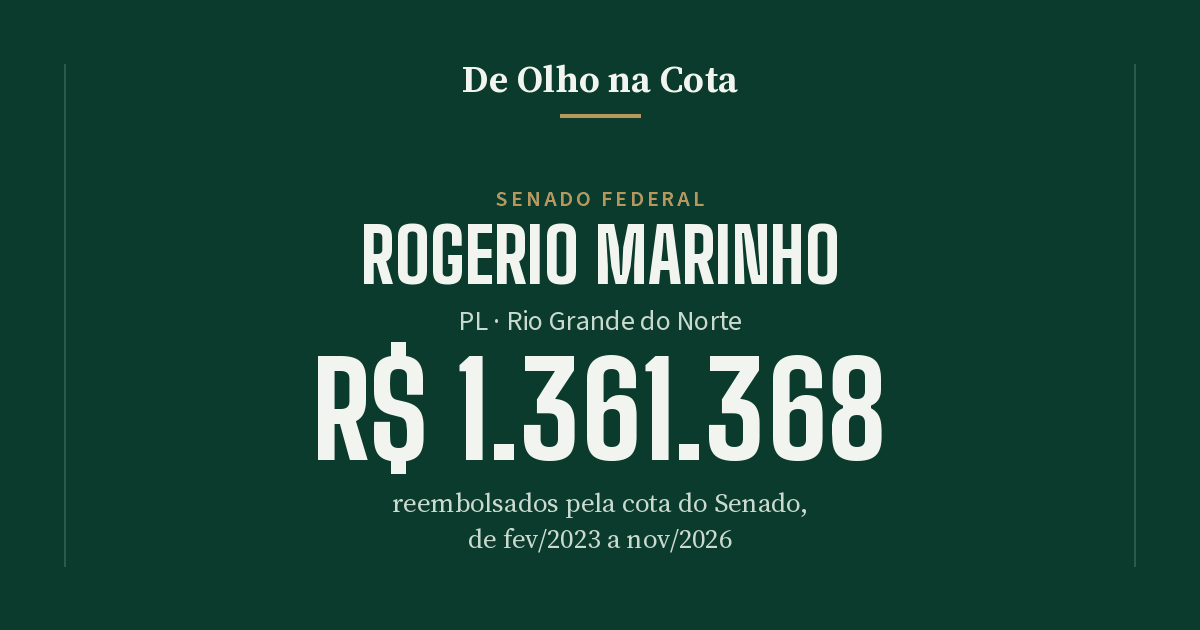 De Olho na Cota
SENADO FEDERAL
ROGERIO MARINHO
PL · Rio Grande do Norte
R$ 1.361.368
reembolsados pela cota do Senado,
de fev/2023 a nov/2026